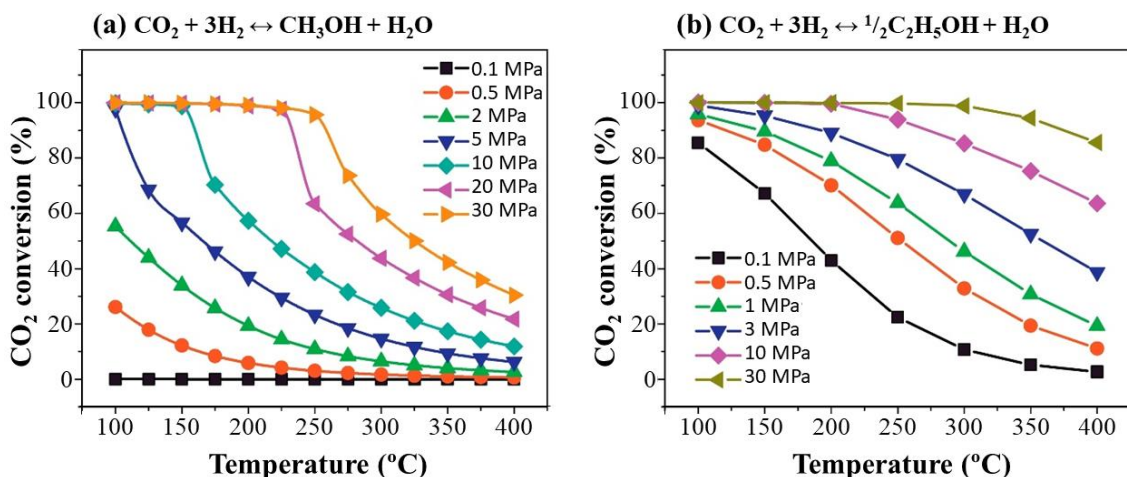 (a) CO₂ + 3H₂ ↔ CH₃OH + H₂O
CO₂ conversion (%)
100
80
60
40
20
0
0.1 MPa
0.5 MPa
2 MPa
5 MPa
10 MPa
20 MPa
30 MPa
100 150 200 250 300 350 400
Temperature (ºC)
(b) CO₂ + 3H₂ ↔ ¹/₂C₂H₅OH + H₂O
CO₂ conversion (%)
100
80
60
40
20
0
0.1 MPa
0.5 MPa
1 MPa
3 MPa
10 MPa
30 MPa
100 150 200 250 300 350 400
Temperature (ºC)